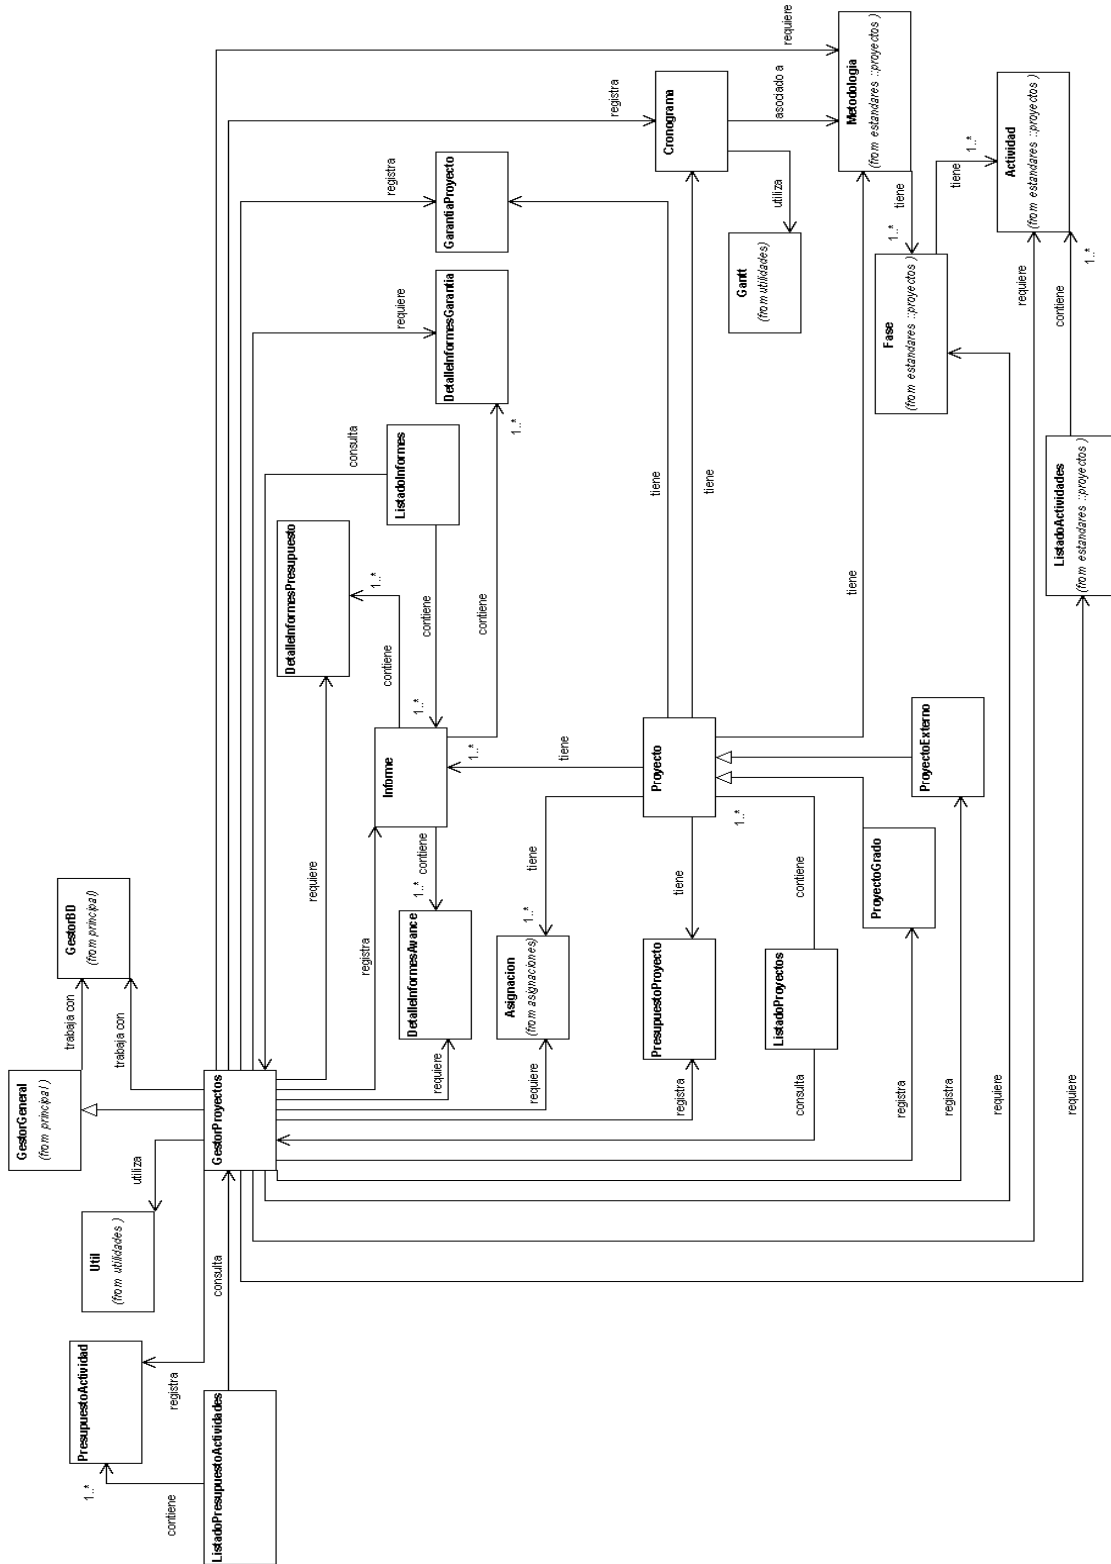 GestorGeneral
(from principal)
GestorBD
(from principal)
trabaja con
trabaja con
PresupuestoActividad
Util
(from utilidades )
1..*
contiene
registra
utiliza
ListadoPresupuestoActividades
consulta
GestorProyectos
DetalleInformesPresupuesto
requiere
1..*
contiene
consulta
ListadoInformes
requiere
DetalleInformesGarantia
registra
GarantiaProyecto
registra
Informe
registra
1..*
contiene
contiene
1..*
contiene
1..*
DetalleInformesAvance
requiere
1..*
contiene
1..*
tiene
Asignacion
(from asignaciones)
requiere
1..*
tiene
PresupuestoProyecto
registra
tiene
Proyecto
tiene
tiene
Cronograma
(from utilidades)
Gantt
utiliza
asociado a
requiere
ListadoProyectos
consulta
contiene
1..*
ProyectoGrado
registra
ProyectoExterno
registra
tiene
Metodologia
(from estandares ::proyectos )
tiene
1..*
Fase
(from estandares ::proyectos )
requiere
tiene
1..*
Actividad
(from estandares ::proyectos )
requiere
ListadoActividades
(from estandares ::proyectos )
requiere
contiene
1..*